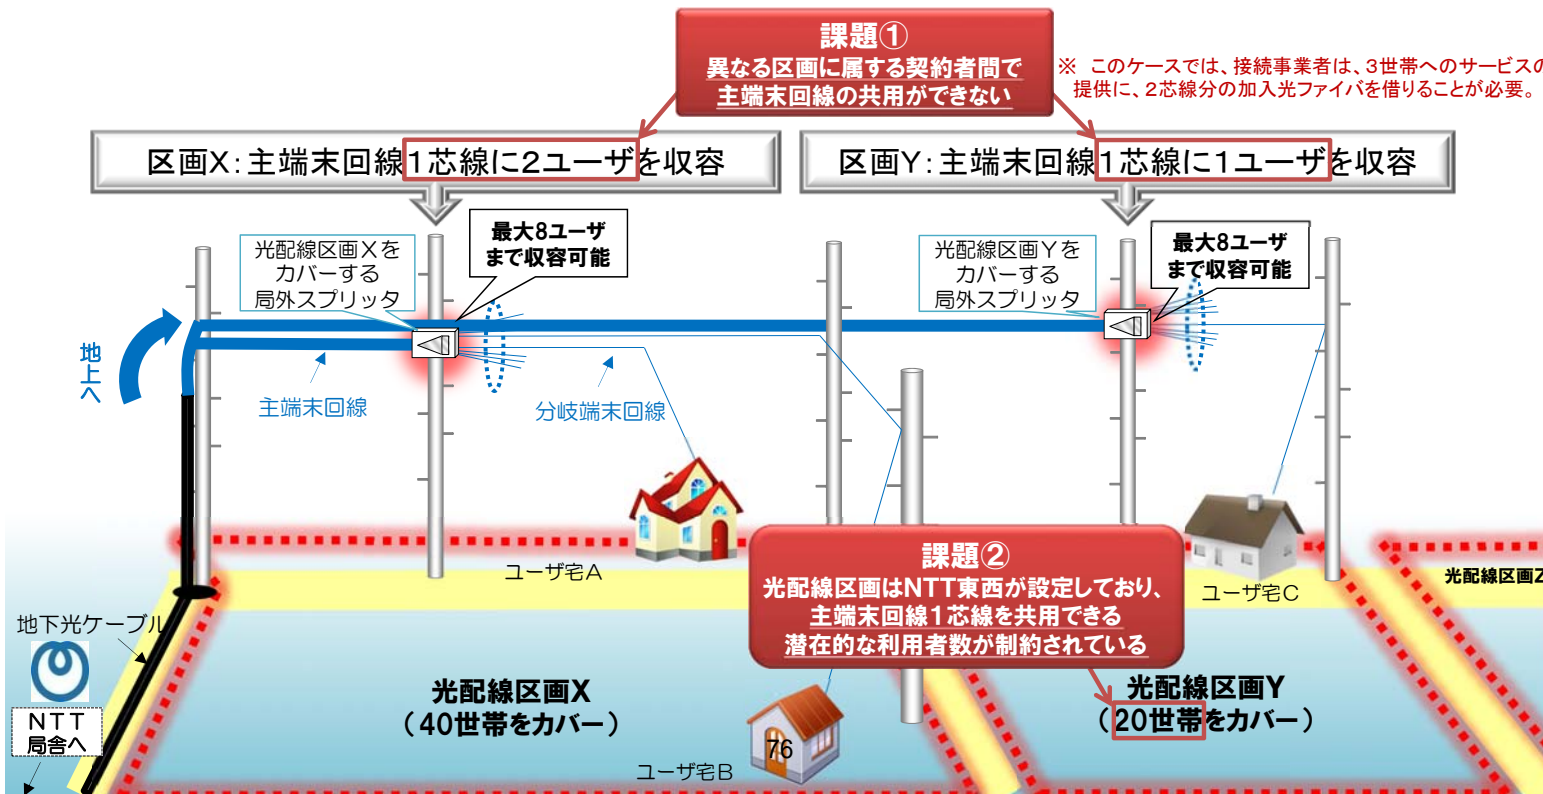 課題①
異なる区画に属する契約者間で
主端末回線の共用ができない
※ このケースでは、接続事業者は、3世帯へのサービスの
提供に、2芯線分の加入光ファイバを借りることが必要。
区画X:主端末回線1芯線に2ユーザを収容
区画Y:主端末回線1芯線に1ユーザを収容
光配線区画Xを
カバーする
局外スプリッタ
最大8ユーザ
まで収容可能
光配線区画Yを
カバーする
局外スプリッタ
最大8ユーザ
まで収容可能
地上へ
主端末回線
分岐端末回線
ユーザ宅A
課題②
光配線区画はNTT東西が設定しており、
主端末回線1芯線を共用できる
潜在的な利用者数が制約されている
ユーザ宅C
光配線区画Z
地下光ケーブル
NTT
局舎へ
光配線区画X
(40世帯をカバー)
光配線区画Y
(20世帯をカバー)
76
ユーザ宅B